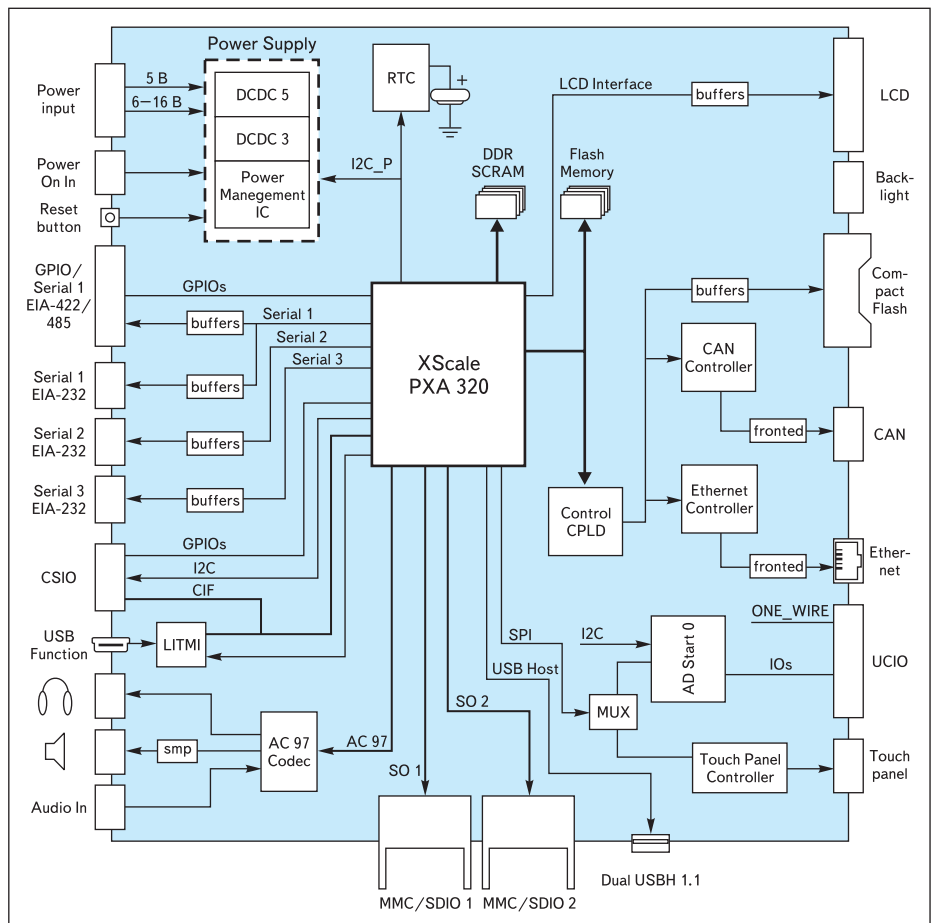 Power Supply
Power
input
5 В
6—16 В
DCDC 5
DCDC 3
Power
Manegement
IC
Power
On In
Reset
button
RTC
+
I2C_P
LCD Interface
buffers
LCD
Back-
light
DDR
SCRAM
Flash
Memory
GPIO/
Serial 1
EIA-422/
485
GPIOs
buffers
Serial 1
Serial 2
Serial 3
Serial 1
EIA-232
buffers
Serial 2
EIA-232
buffers
Serial 3
EIA-232
buffers
XScale
PXA 320
buffers
Com-
pact
Flash
CAN
Controller
fronted
CAN
Control
CPLD
Ethernet
Controller
fronted
Ether-
net
CSIO
GPIOs
I2C
CIF
USB
Function
LITMI
AC 97
Codec
AC 97
smp
Audio In
SO 1
SO 2
SPI
USB Host
I2C
AD Start 0
ONE_WIRE
IOs
UCIO
MUX
Touch Panel
Controller
Touch
panel
MMC/SDIO 1
MMC/SDIO 2
Dual USBH 1.1